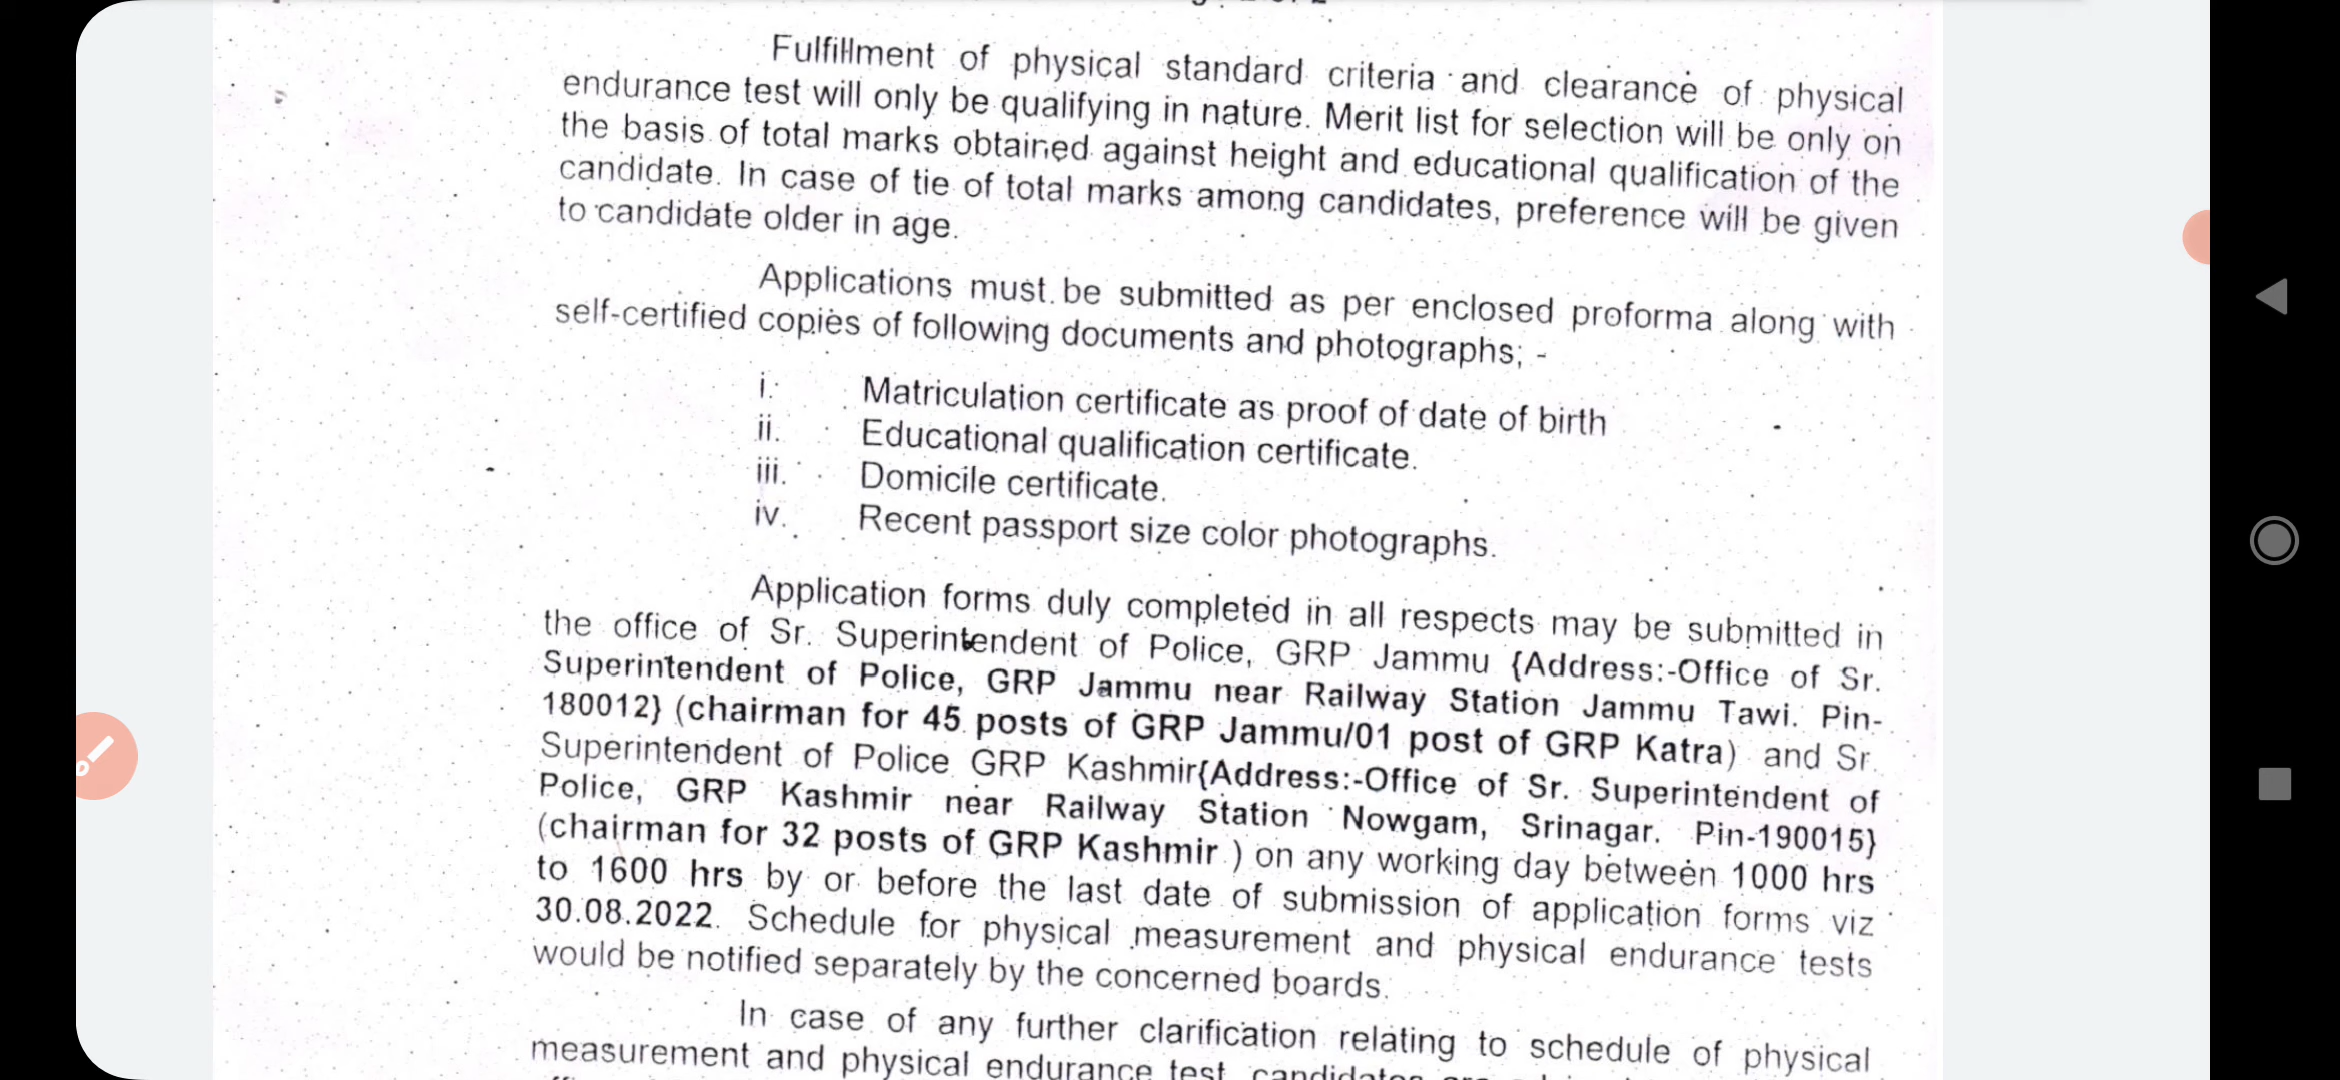 Fulfillment of physical standard criteria and clearance of physical
endurance test will only be qualifying in nature. Merit list for selection will be only on
the basis of total marks obtained against height and educational qualification of the
candidate. In case of tie of total marks among candidates, preference will be given
to candidate older in age.
Applications must be submitted as per enclosed proforma along with
self-certified copies of following documents and photographs; -
i. Matriculation certificate as proof of date of birth
ii. Educational qualification certificate.
iii. Domicile certificate.
iv. Recent passport size color photographs.
Application forms duly completed in all respects may be submitted in
the office of Sr. Superintendent of Police, GRP Jammu {Address:-Office of Sr.
Superintendent of Police, GRP Jammu near Railway Station Jammu Tawi. Pin-
180012} (chairman for 45 posts of GRP Jammu/01 post of GRP Katra) and Sr.
Superintendent of Police GRP Kashmir{Address:-Office of Sr. Superintendent of
Police, GRP Kashmir near Railway Station Nowgam, Srinagar. Pin-190015}
(chairman for 32 posts of GRP Kashmir ) on any working day between 1000 hrs
to 1600 hrs by or before the last date of submission of application forms viz
30.08.2022. Schedule for physical measurement and physical endurance tests
would be notified separately by the concerned boards.
In case of any further clarification relating to schedule of physical
measurement and physical endurance test, candidates are